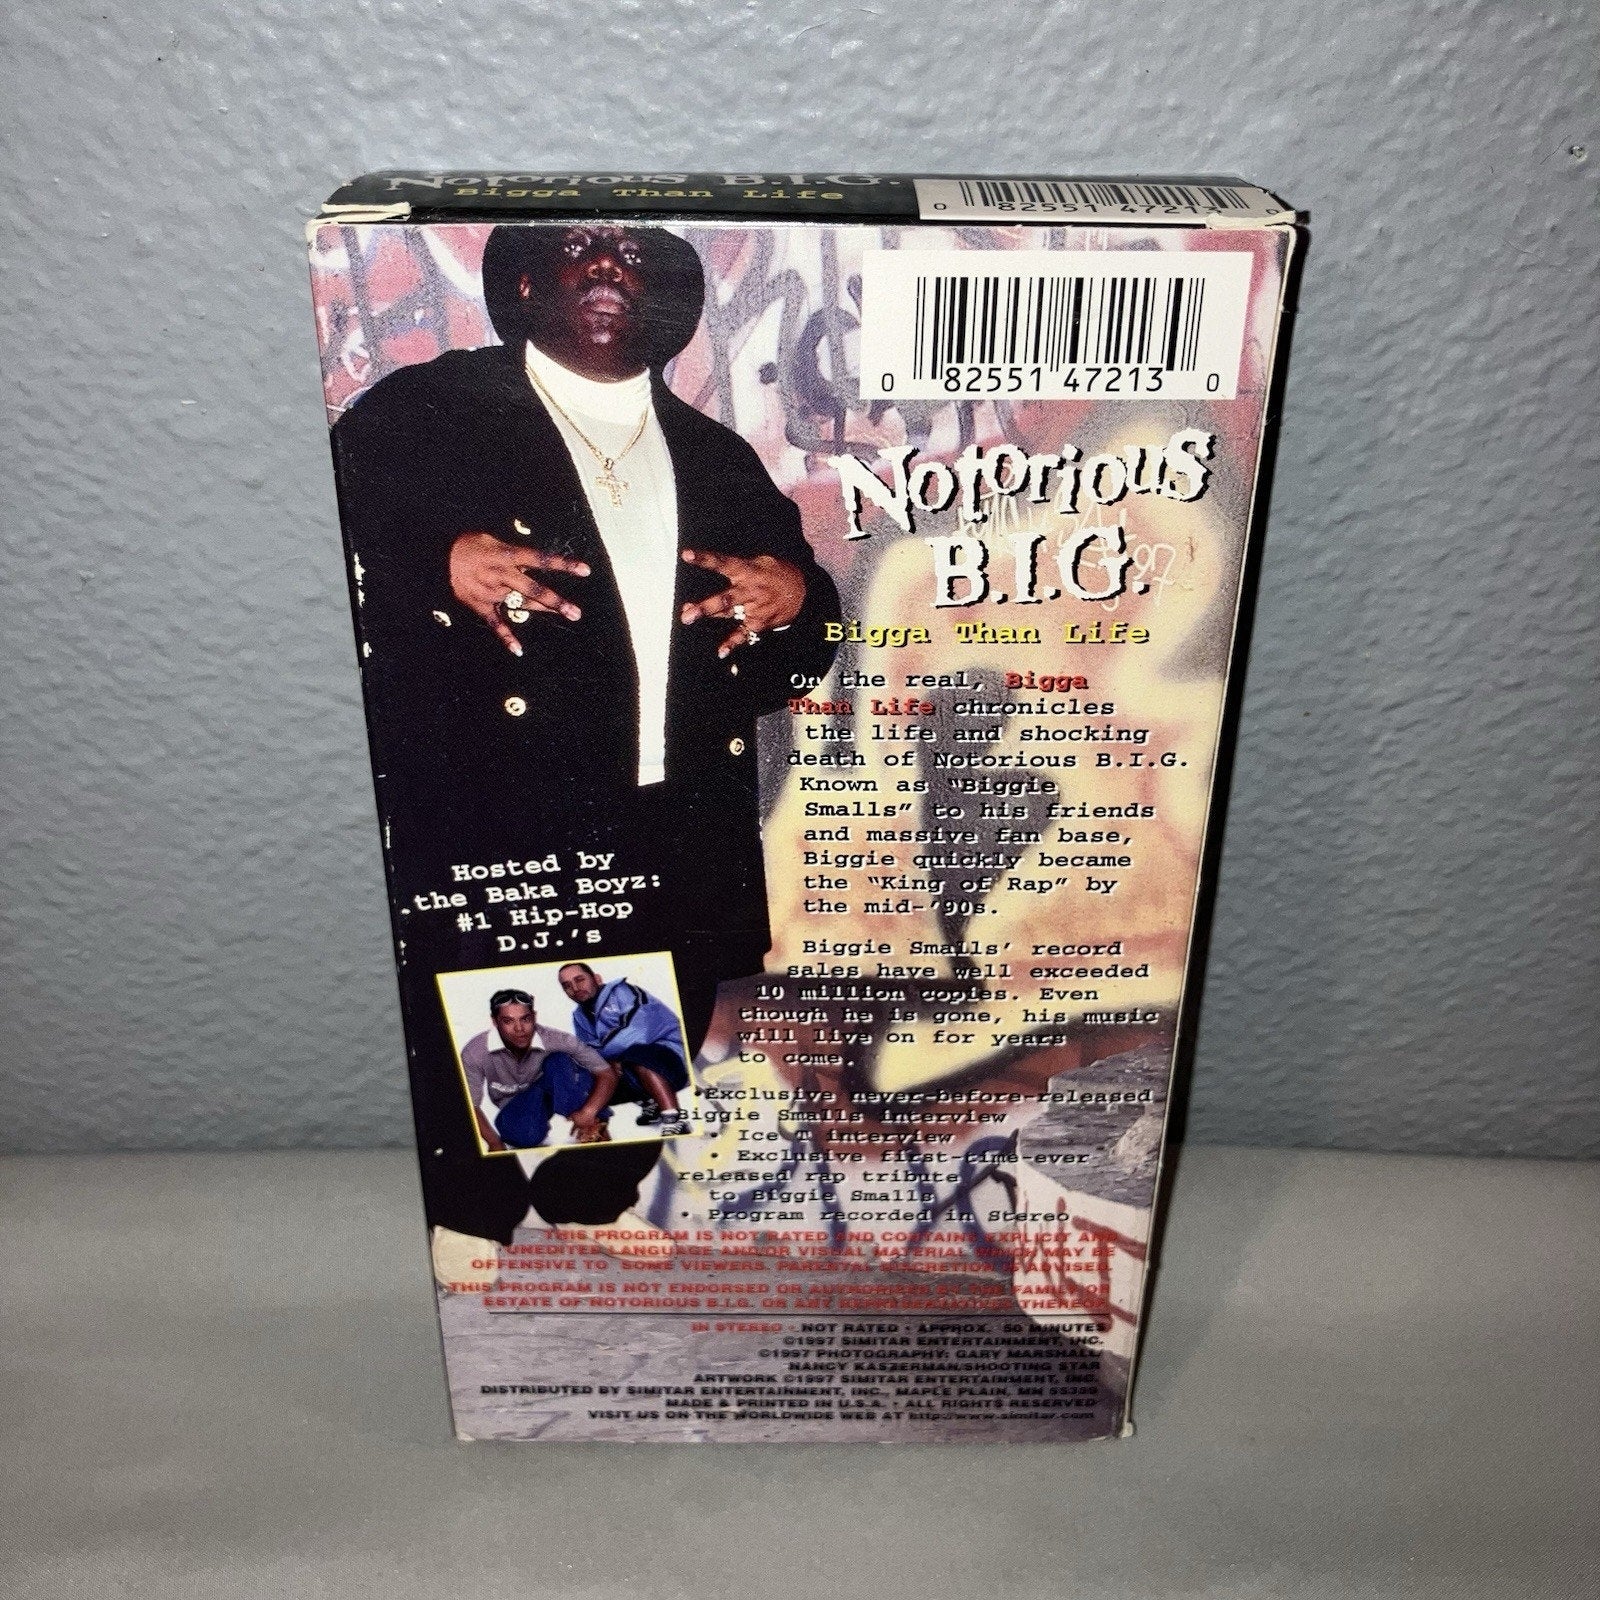 Notorious B.I.G.
Bigga Than Life
0 82551 47213 0
0 82551 47213 0
Notorious
B.I.G.
Bigga Than Life
On the real, Bigga
Than Life chronicles
the life and shocking
death of Notorious B.I.G.
Known as "Biggie
Smalls" to his friends
and massive fan base,
Biggie quickly became
the "King of Rap" by
the mid-'90s.
Biggie Smalls' record
sales have well exceeded
10 million copies. Even
though he is gone, his music
will live on for years
to come.
Hosted by
the Baka Boyz:
#1 Hip-Hop
D.J.'s
•Exclusive never-before-released
Biggie Smalls interview
• Ice T interview
• Exclusive first-time-ever
released rap tribute
to Biggie Smalls
• Program recorded in Stereo
THIS PROGRAM IS NOT RATED AND CONTAINS EXPLICIT AND
UNEDITED LANGUAGE AND/OR VISUAL MATERIAL WHICH MAY BE
OFFENSIVE TO SOME VIEWERS. PARENTAL DISCRETION IS ADVISED.
THIS PROGRAM IS NOT ENDORSED OR AUTHORIZED BY THE FAMILY OR
ESTATE OF NOTORIOUS B.I.G. OR ANY REPRESENTATIVES THEREOF
IN STEREO • NOT RATED • APPROX. 50 MINUTES
©1997 SIMITAR ENTERTAINMENT, INC.
©1997 PHOTOGRAPHY: GARY MARSHALL/
NANCY KASZERMAN/SHOOTING STAR
ARTWORK ©1997 SIMITAR ENTERTAINMENT, INC.
DISTRIBUTED BY SIMITAR ENTERTAINMENT, INC., MAPLE PLAIN, MN 55359
MADE & PRINTED IN U.S.A. • ALL RIGHTS RESERVED
VISIT US ON THE WORLDWIDE WEB AT http://www.simitar.com